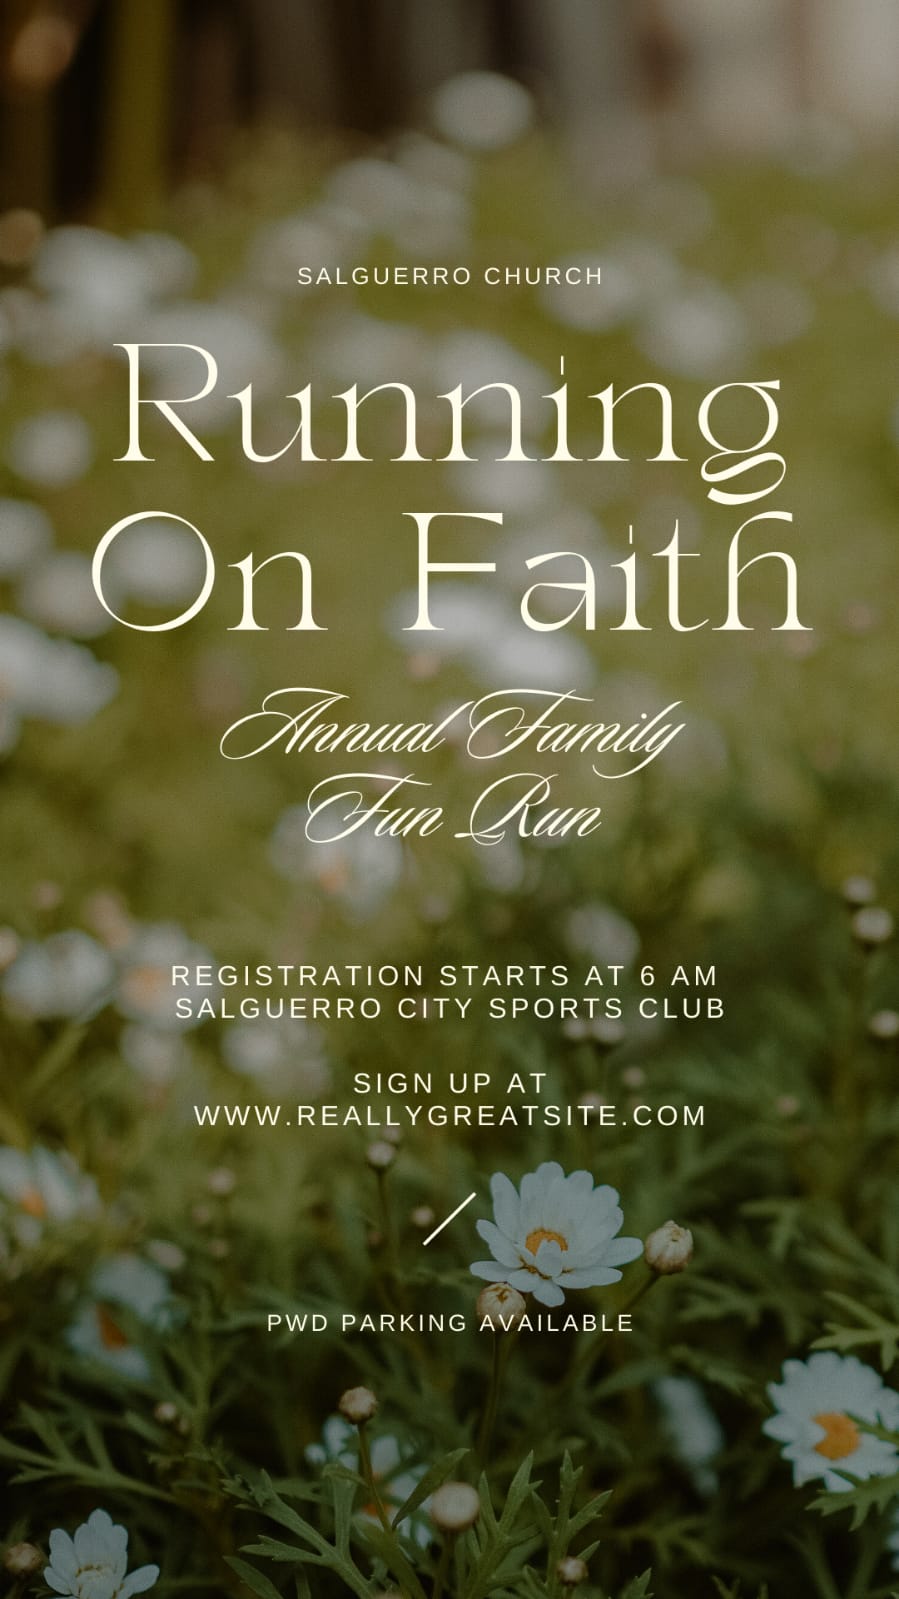 SALGUERRO CHURCH
Running
On Faith
Annual Family
Fun Run
REGISTRATION STARTS AT 6 AM
SALGUERRO CITY SPORTS CLUB
SIGN UP AT
WWW.REALLYGREATSITE.COM
PWD PARKING AVAILABLE